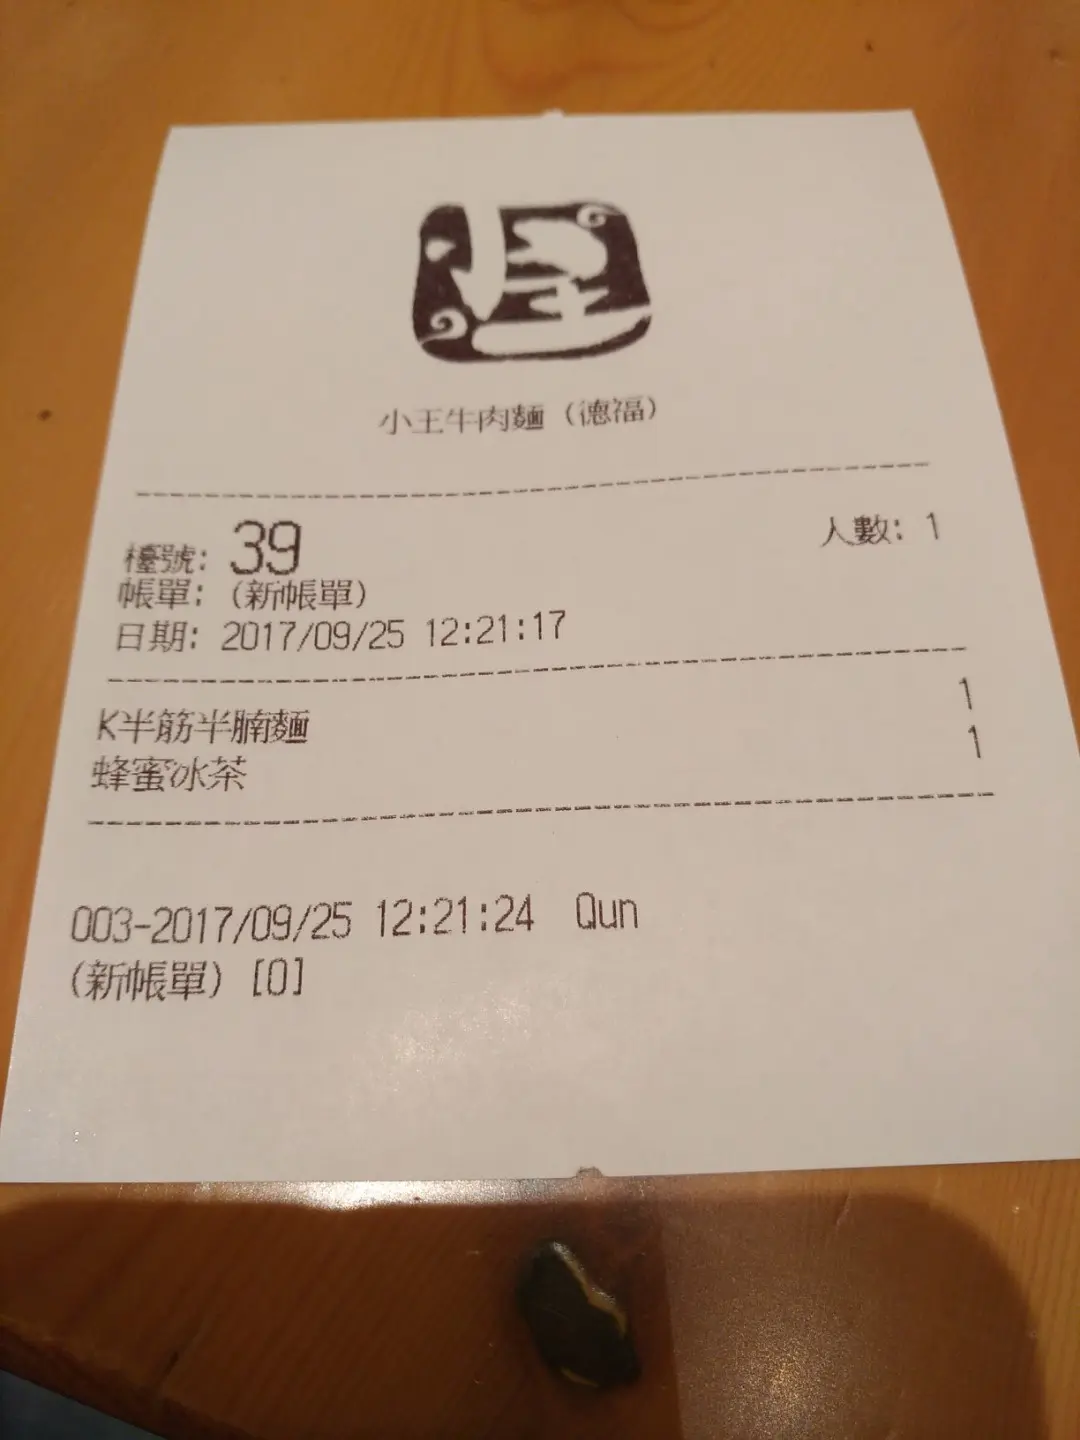 小王牛肉麵（德福）
檯號: 39 人數: 1
帳單: (新帳單)
日期: 2017/09/25 12:21:17
K半筋半腩麵 1
蜂蜜冰茶 1
003-2017/09/25 12:21:24 Qun
(新帳單) [0]